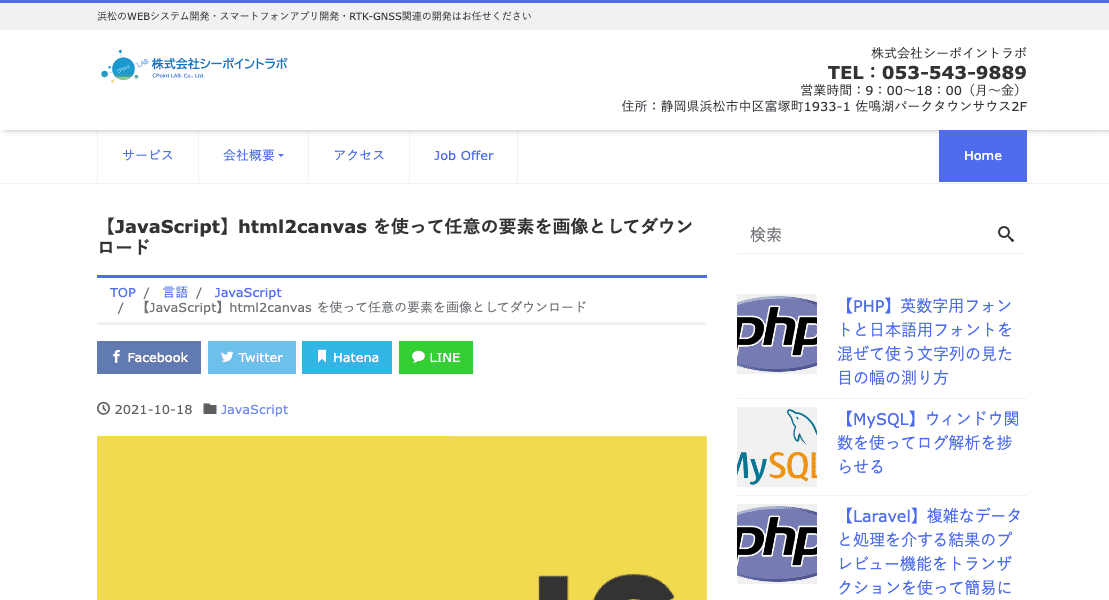 浜松のWEBシステム開発・スマートフォンアプリ開発・RTK-GNSS関連の開発はお任せください
CPoint LAB
株式会社シーポイントラボ
CPoint LAB. Co., Ltd.
株式会社シーポイントラボ
TEL：053-543-9889
営業時間：9：00～18：00（月～金）
住所：静岡県浜松市中区富塚町1933-1 佐鳴湖パークタウンサウス2F
サービス
会社概要
アクセス
Job Offer
Home
【JavaScript】html2canvas を使って任意の要素を画像としてダウン
ロード
TOP / 言語 / JavaScript
/ 【JavaScript】html2canvas を使って任意の要素を画像としてダウンロード
Facebook
Twitter
Hatena
LINE
2021-10-18 JavaScript
検索
php
【PHP】英数字用フォン
トと日本語用フォントを
混ぜて使う文字列の見た
目の幅の測り方
MySQL
【MySQL】ウィンドウ関
数を使ってログ解析を捗
らせる
php
【Laravel】複雑なデータ
と処理を介する結果のプ
レビュー機能をトランザ
クションを使って簡易に